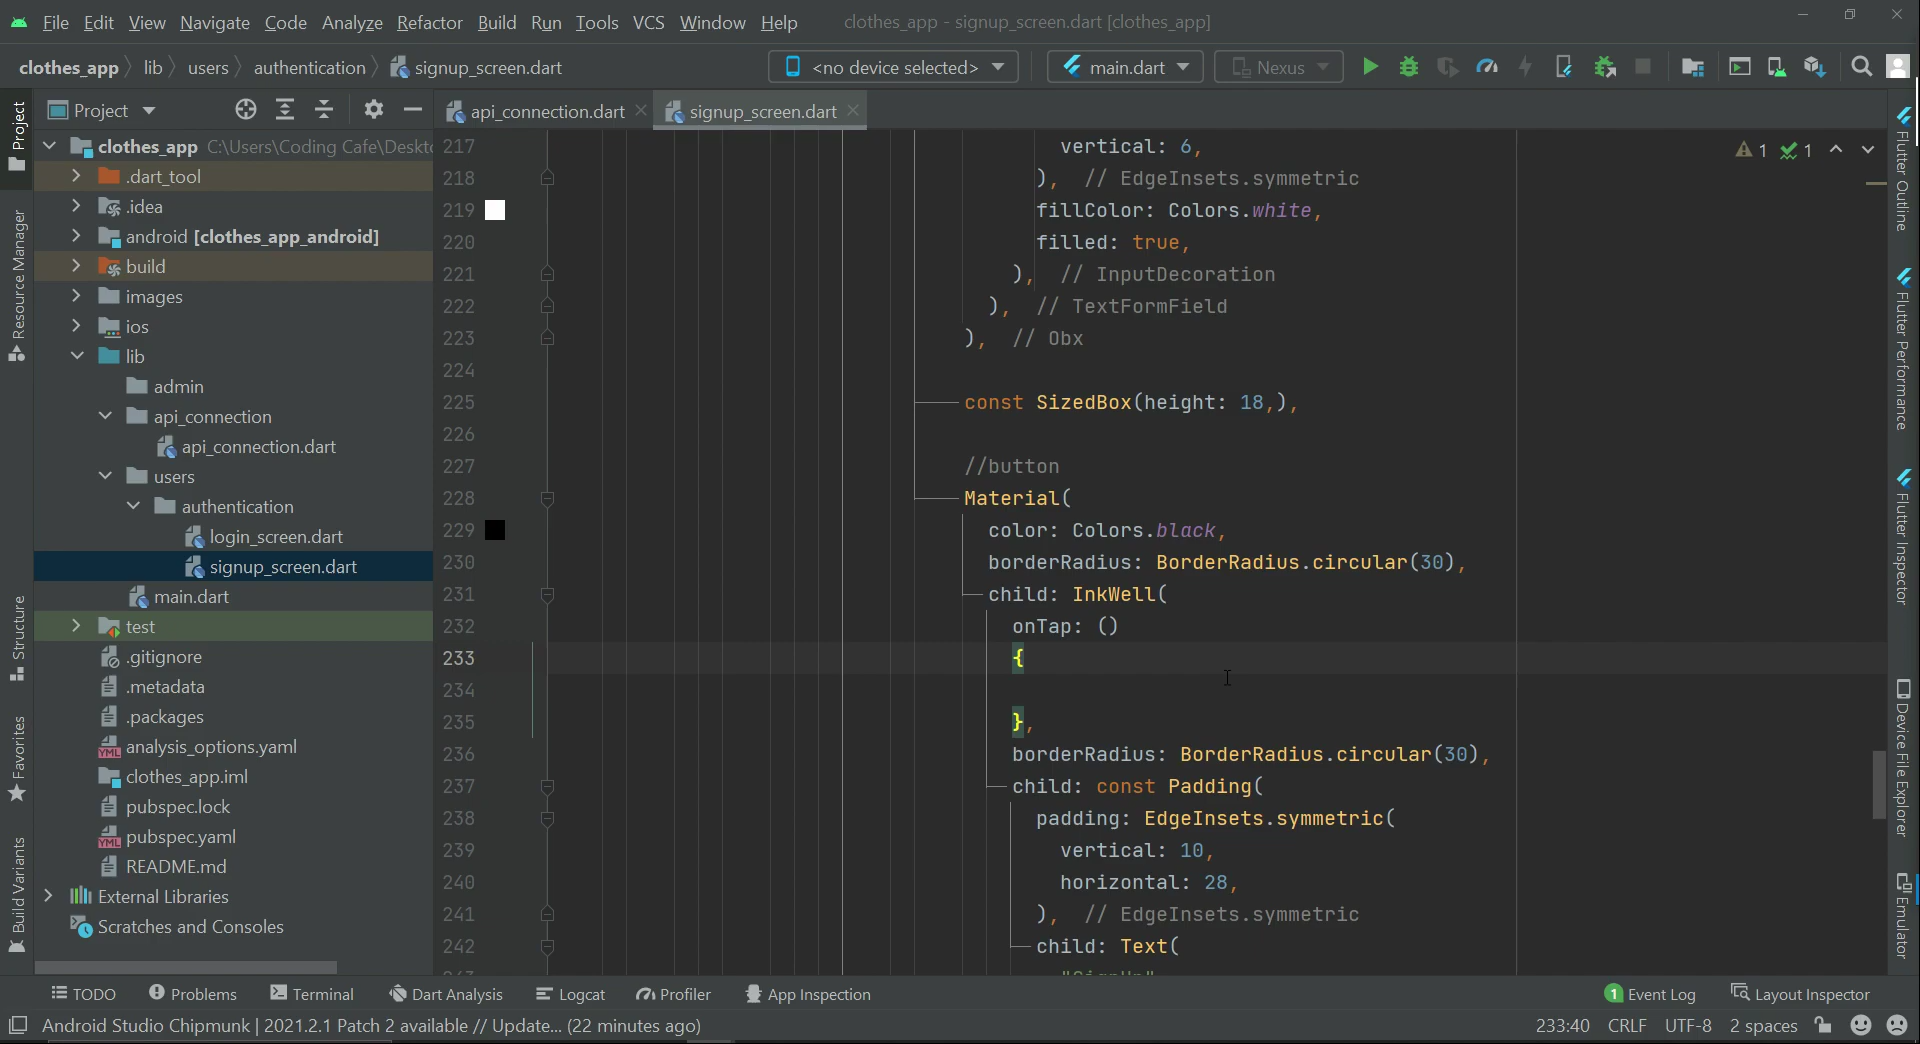 File Edit View Navigate Code Analyze Refactor Build Run Tools VCS Window Help clothes_app - signup_screen.dart [clothes_app]
clothes_app lib users authentication signup_screen.dart <no device selected> main.dart Nexus
Project
api_connection.dart signup_screen.dart
clothes_app C:\Users\Coding Cafe\Deskt
.dart_tool
.idea
android [clothes_app_android]
build
images
ios
lib
admin
api_connection
api_connection.dart
users
authentication
login_screen.dart
signup_screen.dart
main.dart
test
.gitignore
.metadata
.packages
analysis_options.yaml
clothes_app.iml
pubspec.lock
pubspec.yaml
README.md
External Libraries
Scratches and Consoles
Project
Resource Manager
Structure
Favorites
Build Variants
217 vertical: 6,
218 ), // EdgeInsets.symmetric
219 fillColor: Colors.white,
220 filled: true,
221 ), // InputDecoration
222 ), // TextFormField
223 ), // Obx
224
225 const SizedBox(height: 18,),
226
227 //button
228 Material(
229 color: Colors.black,
230 borderRadius: BorderRadius.circular(30),
231 child: InkWell(
232 onTap: ()
233 {
234
235 },
236 borderRadius: BorderRadius.circular(30),
237 child: const Padding(
238 padding: EdgeInsets.symmetric(
239 vertical: 10,
240 horizontal: 28,
241 ), // EdgeInsets.symmetric
242 child: Text(
1 1
Flutter Outline
Flutter Performance
Flutter Inspector
Device File Explorer
Emulator
TODO Problems Terminal Dart Analysis Logcat Profiler App Inspection 1 Event Log Layout Inspector
Android Studio Chipmunk | 2021.2.1 Patch 2 available // Update... (22 minutes ago) 233:40 CRLF UTF-8 2 spaces